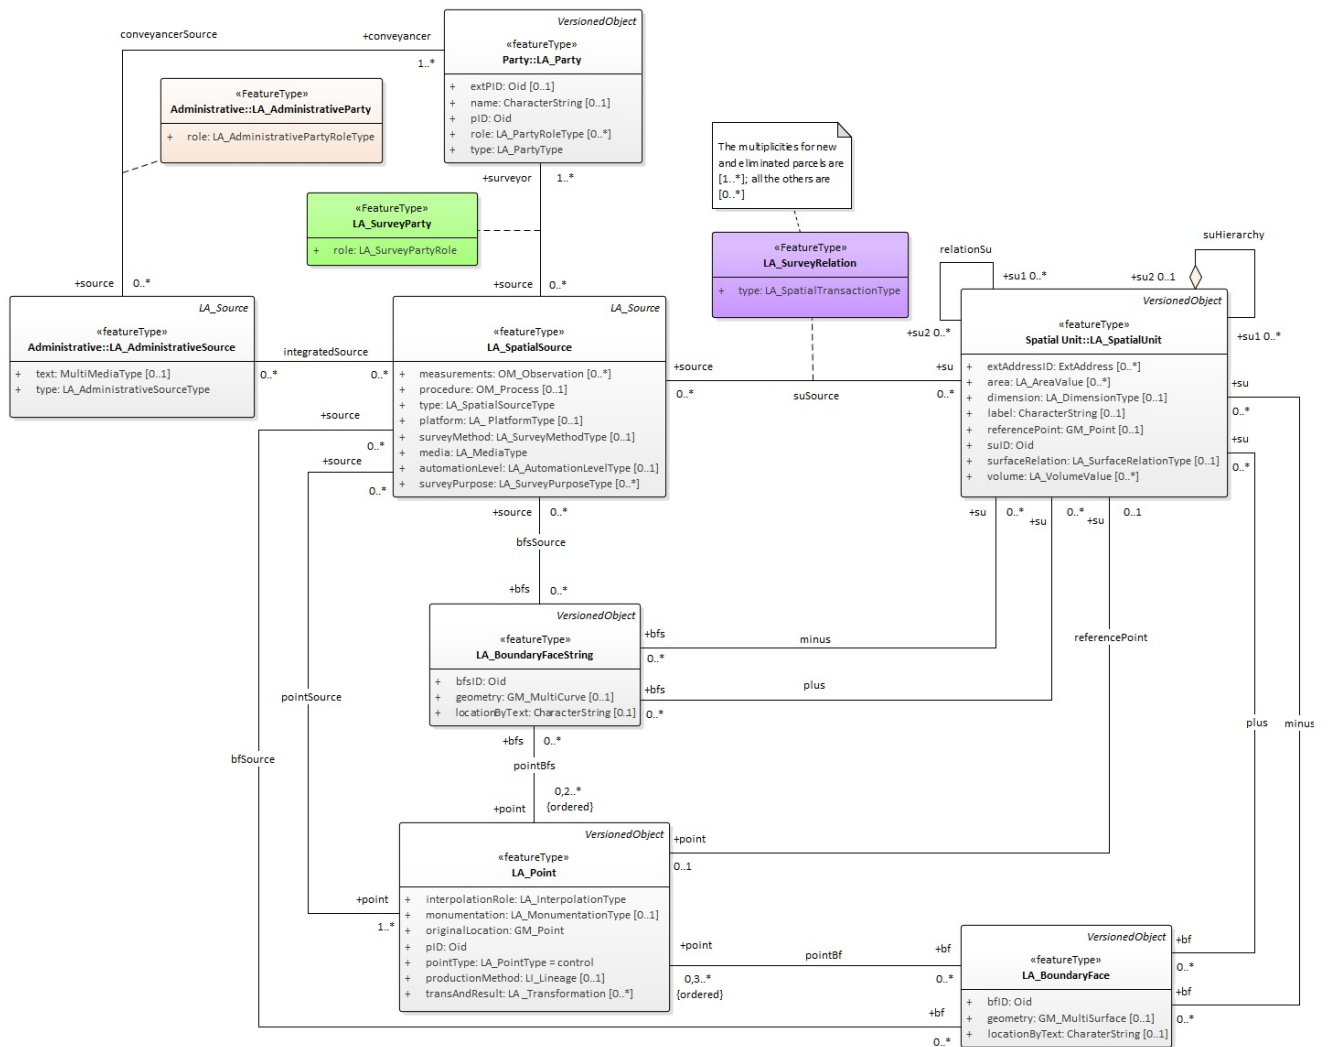 conveyancerSource
+conveyancer
1..*
VersionedObject
«featureType»
Party::LA_Party
+ extPID: Oid [0..1]
+ name: CharacterString [0..1]
+ pID: Oid
+ role: LA_PartyRoleType [0..*]
+ type: LA_PartyType
«FeatureType»
Administrative::LA_AdministrativeParty
+ role: LA_AdministrativePartyRoleType
+surveyor 1..*
«FeatureType»
LA_SurveyParty
+ role: LA_SurveyPartyRole
The multiplicities for new
and eliminated parcels are
[1..*]; all the others are
[0..*]
«FeatureType»
LA_SurveyRelation
+ type: LA_SpatialTransactionType
relationSu
+su1 0..*
+su2 0..*
suHierarchy
+su2 0..1
+su1 0..*
+source 0..*
LA_Source
«featureType»
Administrative::LA_AdministrativeSource
+ text: MultiMediaType [0..1]
+ type: LA_AdministrativeSourceType
integratedSource
0..* 0..*
+source 0..*
LA_Source
«featureType»
LA_SpatialSource
+ measurements: OM_Observation [0..*]
+ procedure: OM_Process [0..1]
+ type: LA_SpatialSourceType
+ platform: LA_ PlatformType [0..1]
+ surveyMethod: LA_SurveyMethodType [0..1]
+ media: LA_MediaType
+ automationLevel: LA_AutomationLevelType [0..1]
+ surveyPurpose: LA_SurveyPurposeType [0..*]
+source +su
0..* suSource 0..*
VersionedObject
«featureType»
Spatial Unit::LA_SpatialUnit
+ extAddressID: ExtAddress [0..*]
+ area: LA_AreaValue [0..*]
+ dimension: LA_DimensionType [0..1]
+ label: CharacterString [0..1]
+ referencePoint: GM_Point [0..1]
+ suID: Oid
+ surfaceRelation: LA_SurfaceRelationType [0..1]
+ volume: LA_VolumeValue [0..*]
+su
0..*
+su
0..*
+source
0..*
+source
0..*
+source 0..*
bfsSource
+bfs 0..*
+su 0..*
+su 0..*
+su 0..1
VersionedObject
«featureType»
LA_BoundaryFaceString
+ bfsID: Oid
+ geometry: GM_MultiCurve [0..1]
+ locationByText: CharacterString [0.1]
+bfs
0..*
minus
+bfs
0..*
plus
referencePoint
pointSource
bfSource
plus
minus
+bfs 0..*
pointBfs
0,2..*
{ordered}
+point
VersionedObject
«featureType»
LA_Point
+ interpolationRole: LA_InterpolationType
+ monumentation: LA_MonumentationType [0..1]
+ originalLocation: GM_Point
+ pID: Oid
+ pointType: LA_PointType = control
+ productionMethod: LI_Lineage [0..1]
+ transAndResult: LA _Transformation [0..*]
+point
0..1
+point
1..*
+point
0,3..*
{ordered}
pointBf
+bf
0..*
VersionedObject
«featureType»
LA_BoundaryFace
+ bfID: Oid
+ geometry: GM_MultiSurface [0..1]
+ locationByText: CharaterString [0..1]
+bf
0..*
+bf
0..*
+bf
0..*